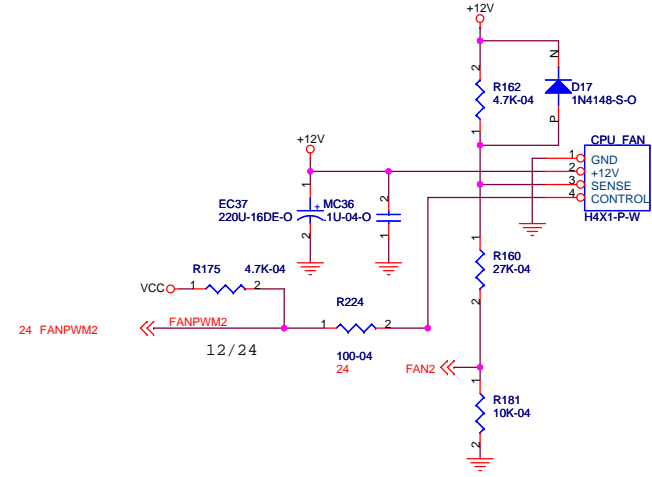 +12V
N
2
R162
4.7K-04
D17
1N4148-S-O
1
P
+12V
CPU_FAN
1
GND
2
+12V
3
SENSE
4
CONTROL
H4X1-P-W
1
EC37
220U-16DE-O
+
2
2
MC36
.1U-04-O
1
1
R160
27K-04
2
R175
4.7K-04
VCC
1
2
R224
24 FANPWM2
FANPWM2
1
2
12/24
100-04
24
FAN2
1
R181
10K-04
2